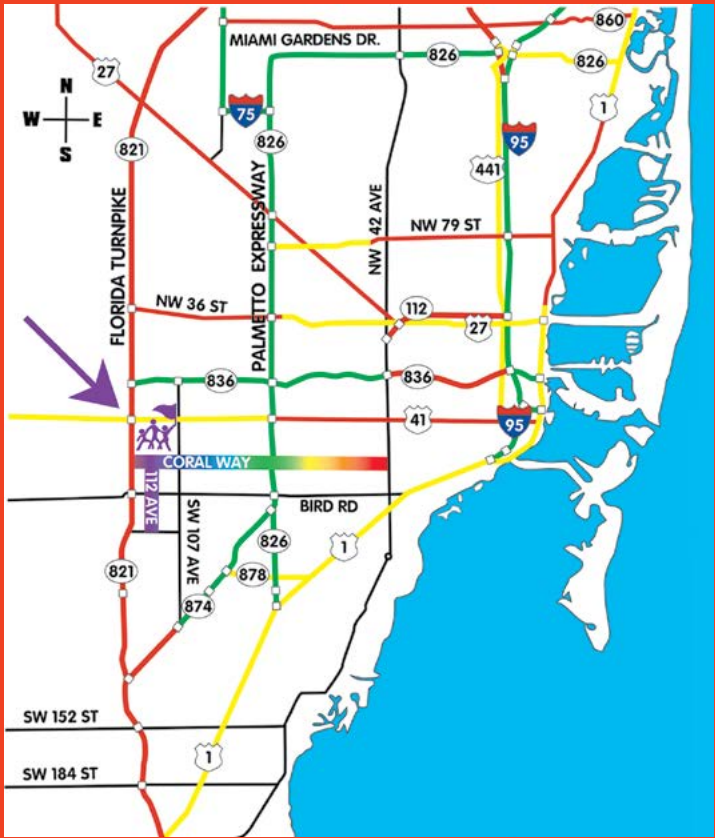 860
MIAMI GARDENS DR.
826
826
27
N
W E
S
75
1
821
826
95
441
FLORIDA TURNPIKE
PALMETTO EXPRESSWAY
NW 42 AVE
NW 79 ST
NW 36 ST
112
27
836
836
41
95
CORAL WAY
112 AVE
SW 107 AVE
BIRD RD
826
1
821
878
874
SW 152 ST
1
SW 184 ST